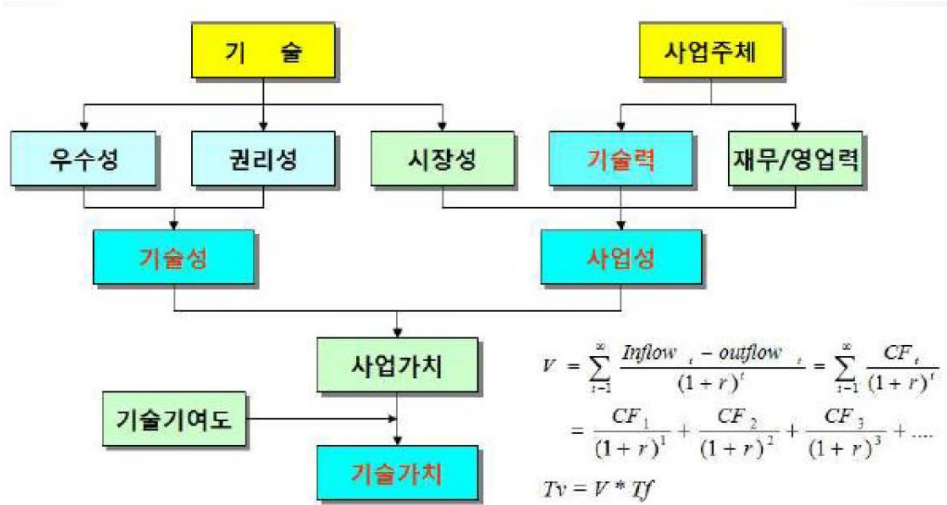 기 술
사업주체
우수성
권리성
시장성
기술력
재무/영업력
기술성
사업성
사업가치
기술기여도
기술가치
V = ∑_{t=1}^{∞} (Inflow_t − outflow_t)/(1 + r)^t = ∑_{t=1}^{∞} CF_t/(1 + r)^t
= CF_1/(1 + r)^1 + CF_2/(1 + r)^2 + CF_3/(1 + r)^3 + ....
Tv = V * Tf